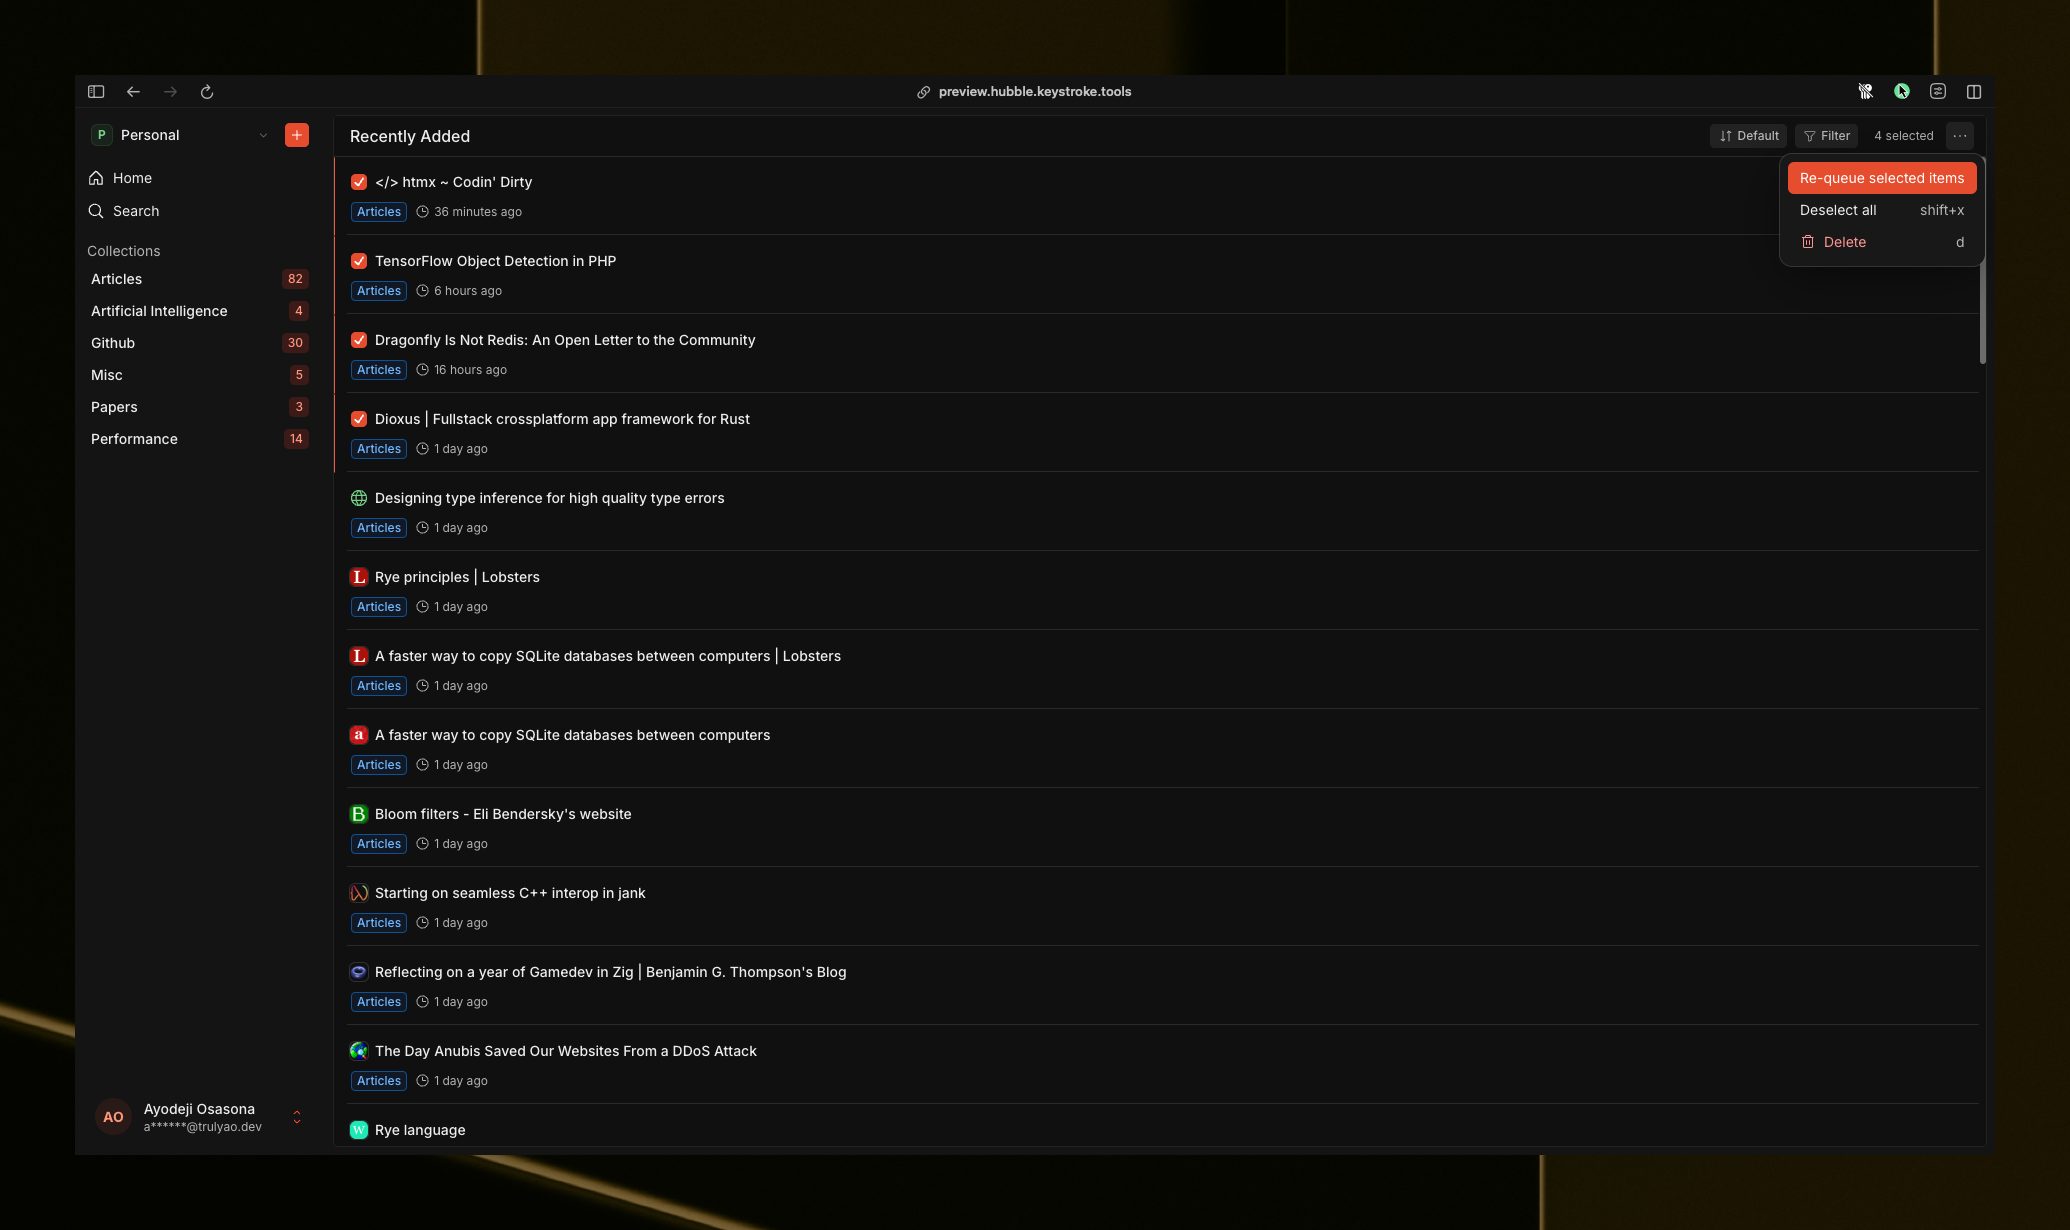 preview.hubble.keystroke.tools
P Personal
Home
Search
Collections
Articles 82
Artificial Intelligence 4
Github 30
Misc 5
Papers 3
Performance 14
AO Ayodeji Osasona
a******@trulyao.dev
Recently Added
Default Filter 4 selected
Re-queue selected items
Deselect all shift+x
Delete d
</> htmx ~ Codin' Dirty
Articles 36 minutes ago
TensorFlow Object Detection in PHP
Articles 6 hours ago
Dragonfly Is Not Redis: An Open Letter to the Community
Articles 16 hours ago
Dioxus | Fullstack crossplatform app framework for Rust
Articles 1 day ago
Designing type inference for high quality type errors
Articles 1 day ago
L Rye principles | Lobsters
Articles 1 day ago
L A faster way to copy SQLite databases between computers | Lobsters
Articles 1 day ago
a A faster way to copy SQLite databases between computers
Articles 1 day ago
B Bloom filters - Eli Bendersky's website
Articles 1 day ago
Starting on seamless C++ interop in jank
Articles 1 day ago
Reflecting on a year of Gamedev in Zig | Benjamin G. Thompson's Blog
Articles 1 day ago
The Day Anubis Saved Our Websites From a DDoS Attack
Articles 1 day ago
W Rye language